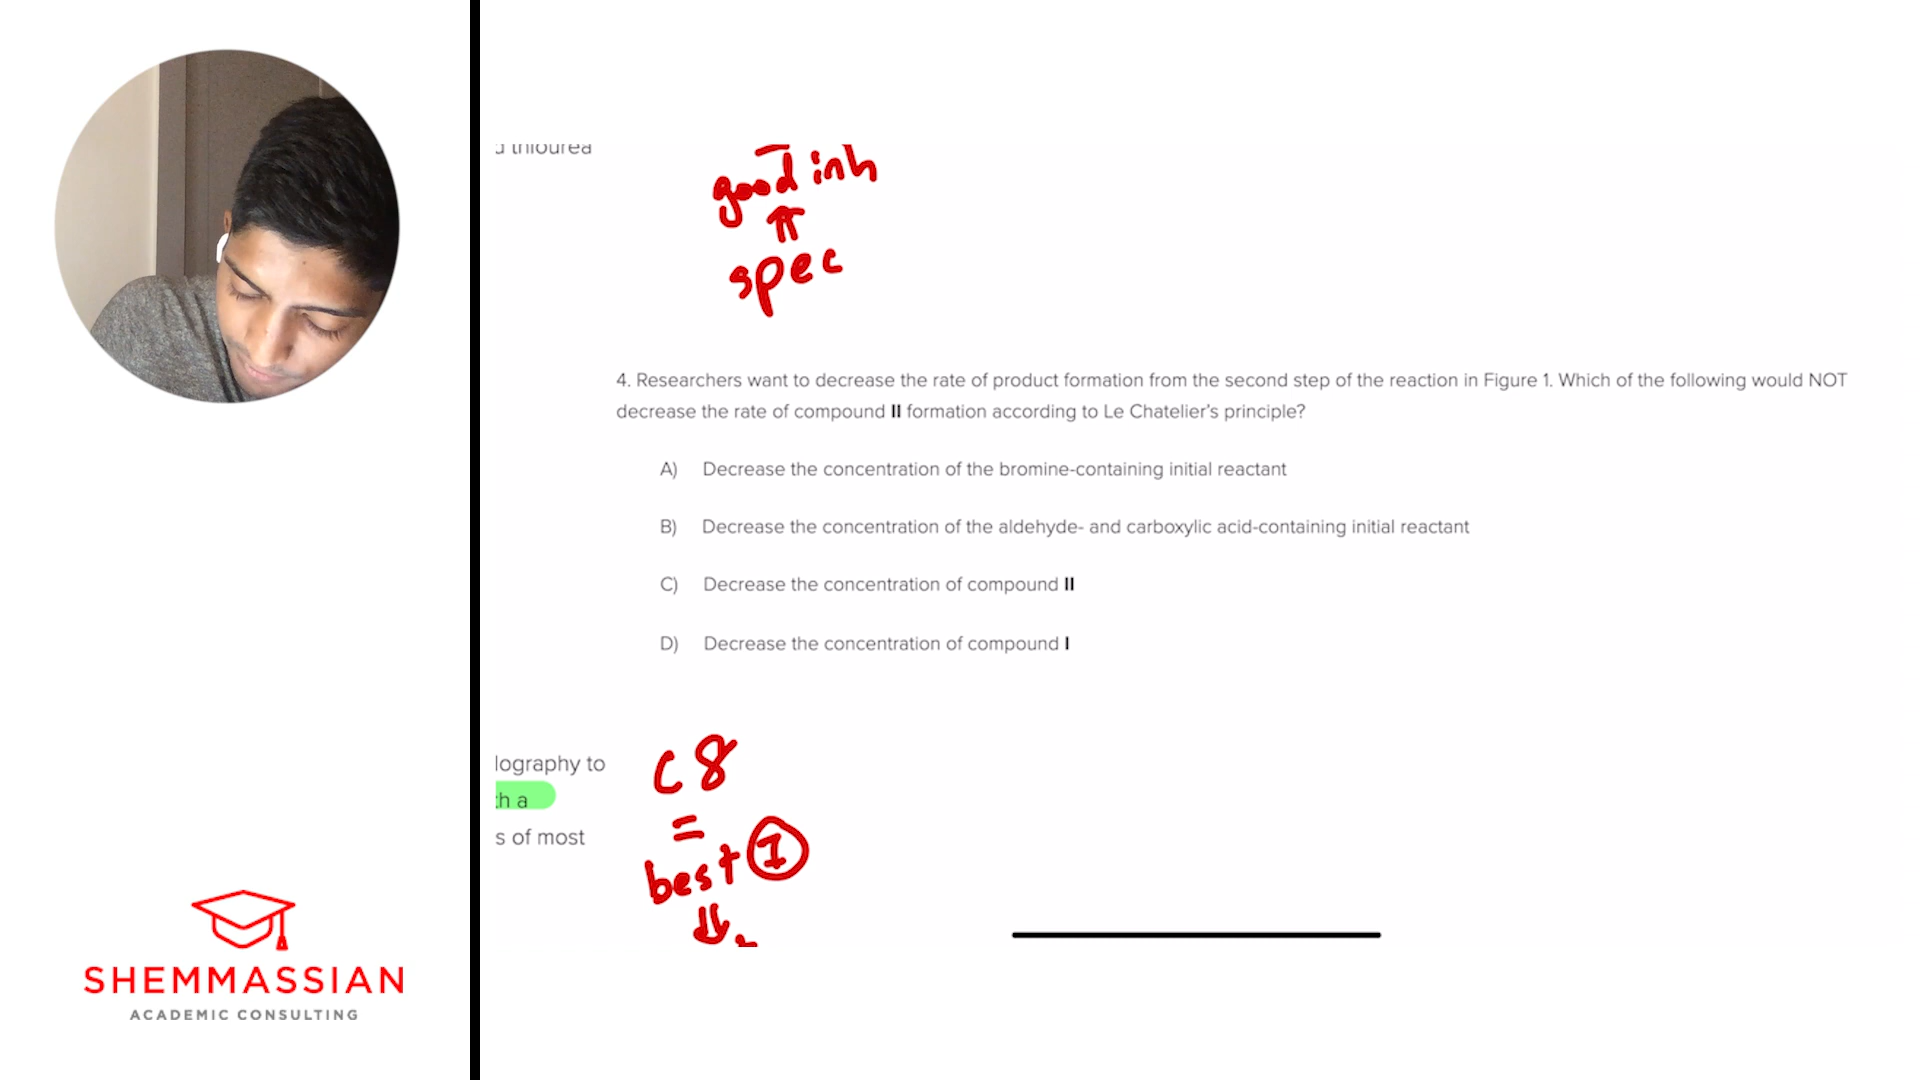 thiourea
good inh
spec
4. Researchers want to decrease the rate of product formation from the second step of the reaction in Figure 1. Which of the following would NOT
decrease the rate of compound II formation according to Le Chatelier's principle?
A) Decrease the concentration of the bromine-containing initial reactant
B) Decrease the concentration of the aldehyde- and carboxylic acid-containing initial reactant
C) Decrease the concentration of compound II
D) Decrease the concentration of compound I
lography to
h a
s of most
C8
=
best I
SHEMMASSIAN
ACADEMIC CONSULTING